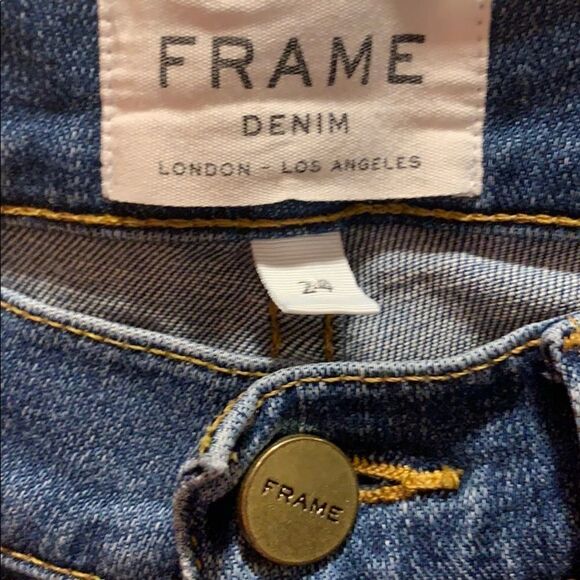 FRAME
DENIM
LONDON - LOS ANGELES
24
FRAME